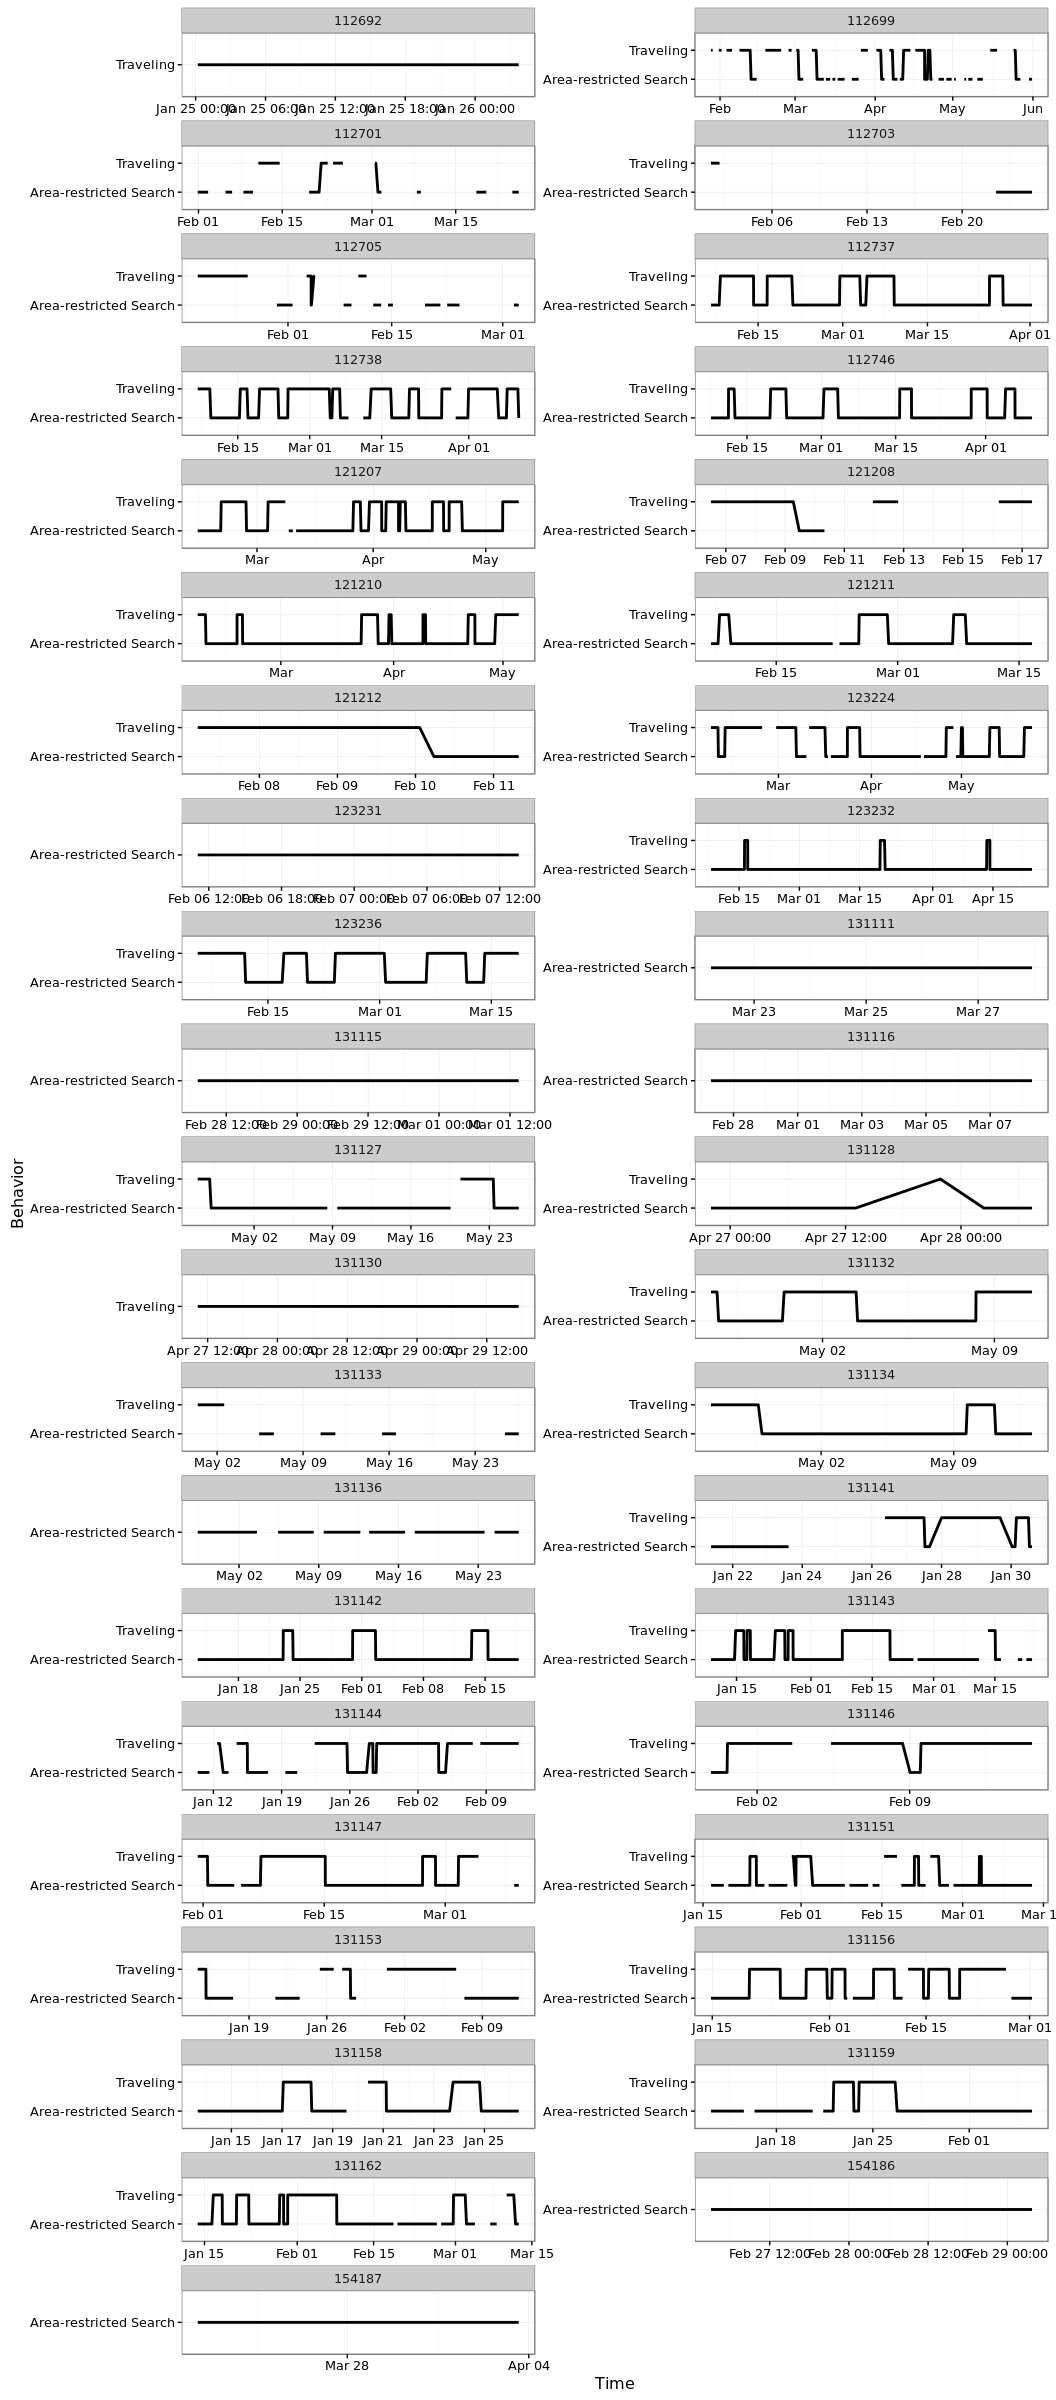 112692
112699
Traveling
Jan 25 00:00 Jan 25 06:00 Jan 25 12:00 Jan 25 18:00 Jan 26 00:00
Traveling
Area-restricted Search
Feb Mar Apr May Jun
112701
112703
Traveling
Area-restricted Search
Feb 01 Feb 15 Mar 01 Mar 15
Traveling
Area-restricted Search
Feb 06 Feb 13 Feb 20
112705
112737
Traveling
Area-restricted Search
Feb 01 Feb 15 Mar 01
Traveling
Area-restricted Search
Feb 15 Mar 01 Mar 15 Apr 01
112738
112746
Traveling
Area-restricted Search
Feb 15 Mar 01 Mar 15 Apr 01
Traveling
Area-restricted Search
Feb 15 Mar 01 Mar 15 Apr 01
121207
121208
Traveling
Area-restricted Search
Mar Apr May
Traveling
Area-restricted Search
Feb 07 Feb 09 Feb 11 Feb 13 Feb 15 Feb 17
121210
121211
Traveling
Area-restricted Search
Mar Apr May
Traveling
Area-restricted Search
Feb 15 Mar 01 Mar 15
121212
123224
Traveling
Area-restricted Search
Feb 08 Feb 09 Feb 10 Feb 11
Traveling
Area-restricted Search
Mar Apr May
123231
123232
Area-restricted Search
Feb 06 12:00 Feb 06 18:00 Feb 07 00:00 Feb 07 06:00 Feb 07 12:00
Traveling
Area-restricted Search
Feb 15 Mar 01 Mar 15 Apr 01 Apr 15
123236
131111
Traveling
Area-restricted Search
Feb 15 Mar 01 Mar 15
Area-restricted Search
Mar 23 Mar 25 Mar 27
131115
131116
Area-restricted Search
Feb 28 12:00 Feb 29 00:00 Feb 29 12:00 Mar 01 00:00 Mar 01 12:00
Area-restricted Search
Feb 28 Mar 01 Mar 03 Mar 05 Mar 07
Behavior
131127
131128
Traveling
Area-restricted Search
May 02 May 09 May 16 May 23
Traveling
Area-restricted Search
Apr 27 00:00 Apr 27 12:00 Apr 28 00:00
131130
131132
Traveling
Apr 27 12:00 Apr 28 00:00 Apr 28 12:00 Apr 29 00:00 Apr 29 12:00
Traveling
Area-restricted Search
May 02 May 09
131133
131134
Traveling
Area-restricted Search
May 02 May 09 May 16 May 23
Traveling
Area-restricted Search
May 02 May 09
131136
131141
Area-restricted Search
May 02 May 09 May 16 May 23
Traveling
Area-restricted Search
Jan 22 Jan 24 Jan 26 Jan 28 Jan 30
131142
131143
Traveling
Area-restricted Search
Jan 18 Jan 25 Feb 01 Feb 08 Feb 15
Traveling
Area-restricted Search
Jan 15 Feb 01 Feb 15 Mar 01 Mar 15
131144
131146
Traveling
Area-restricted Search
Jan 12 Jan 19 Jan 26 Feb 02 Feb 09
Traveling
Area-restricted Search
Feb 02 Feb 09
131147
131151
Traveling
Area-restricted Search
Feb 01 Feb 15 Mar 01
Traveling
Area-restricted Search
Jan 15 Feb 01 Feb 15 Mar 01 Mar 1
131153
131156
Traveling
Area-restricted Search
Jan 19 Jan 26 Feb 02 Feb 09
Traveling
Area-restricted Search
Jan 15 Feb 01 Feb 15 Mar 01
131158
131159
Traveling
Area-restricted Search
Jan 15 Jan 17 Jan 19 Jan 21 Jan 23 Jan 25
Traveling
Area-restricted Search
Jan 18 Jan 25 Feb 01
131162
154186
Traveling
Area-restricted Search
Jan 15 Feb 01 Feb 15 Mar 01 Mar 15
Area-restricted Search
Feb 27 12:00 Feb 28 00:00 Feb 28 12:00 Feb 29 00:00
154187
Area-restricted Search
Mar 28 Apr 04
Time